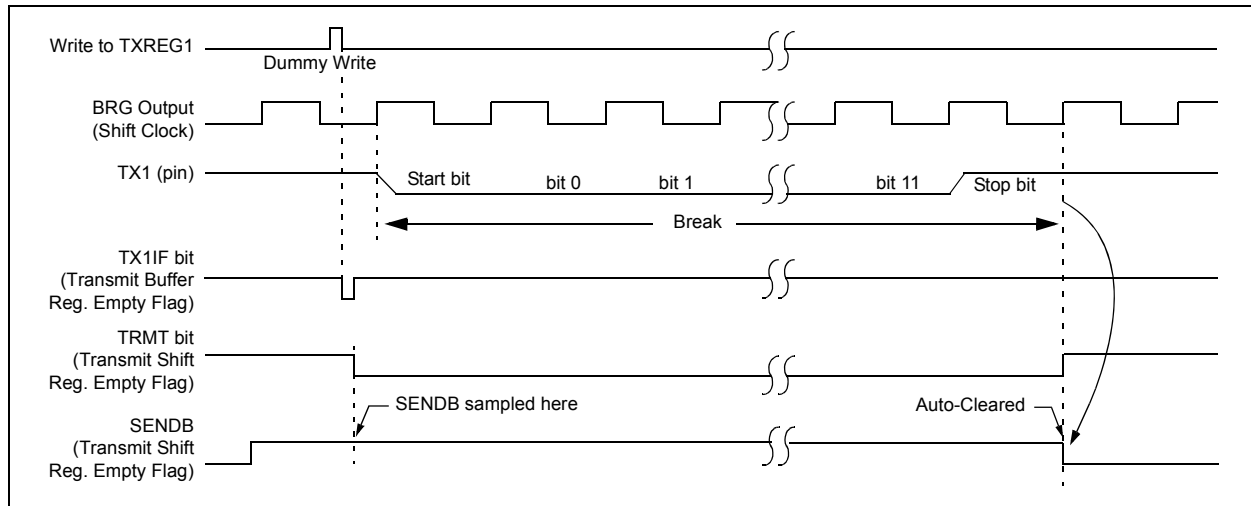 Write to TXREG1
Dummy Write
BRG Output
(Shift Clock)
TX1 (pin)
Start bit
bit 0
bit 1
bit 11
Stop bit
Break
TX1IF bit
(Transmit Buffer
Reg. Empty Flag)
TRMT bit
(Transmit Shift
Reg. Empty Flag)
SENDB sampled here
Auto-Cleared
SENDB
(Transmit Shift
Reg. Empty Flag)